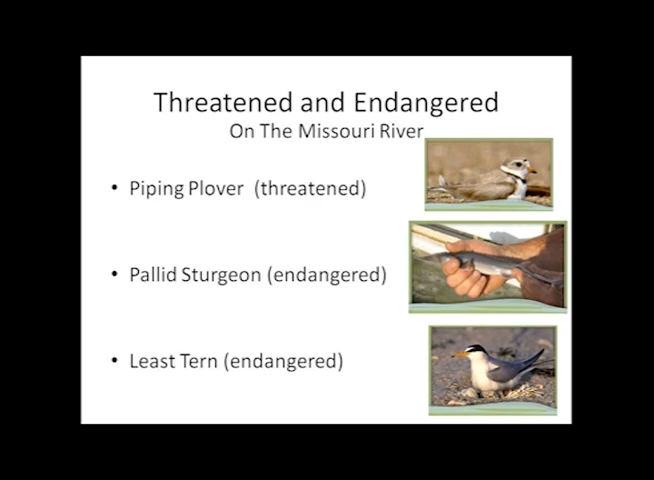 Threatened and Endangered
On The Missouri River
• Piping Plover (threatened)
• Pallid Sturgeon (endangered)
• Least Tern (endangered)